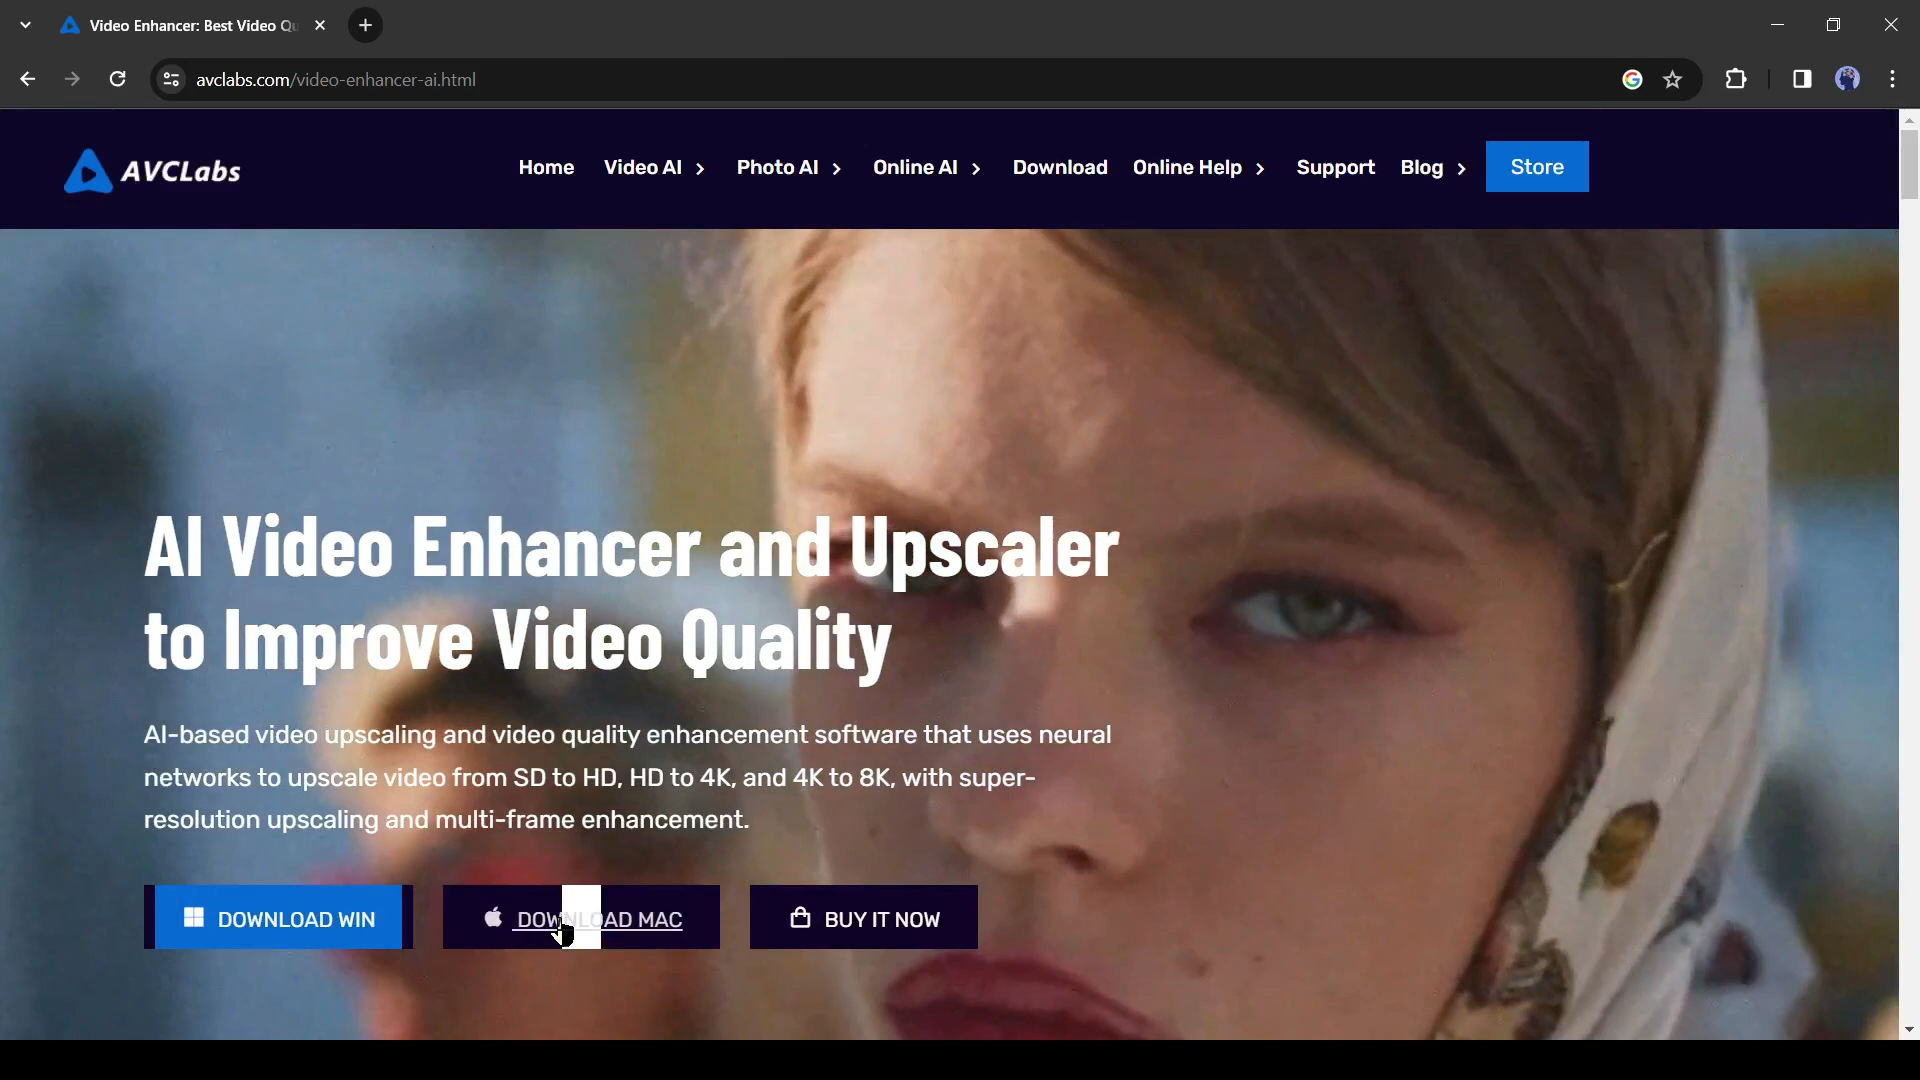 Video Enhancer: Best Video Qu
avclabs.com/video-enhancer-ai.html
AVCLabs
Home Video AI Photo AI Online AI Download Online Help Support Blog Store
AI Video Enhancer and Upscaler
to Improve Video Quality
AI-based video upscaling and video quality enhancement software that uses neural
networks to upscale video from SD to HD, HD to 4K, and 4K to 8K, with super-
resolution upscaling and multi-frame enhancement.
DOWNLOAD WIN DOWNLOAD MAC BUY IT NOW